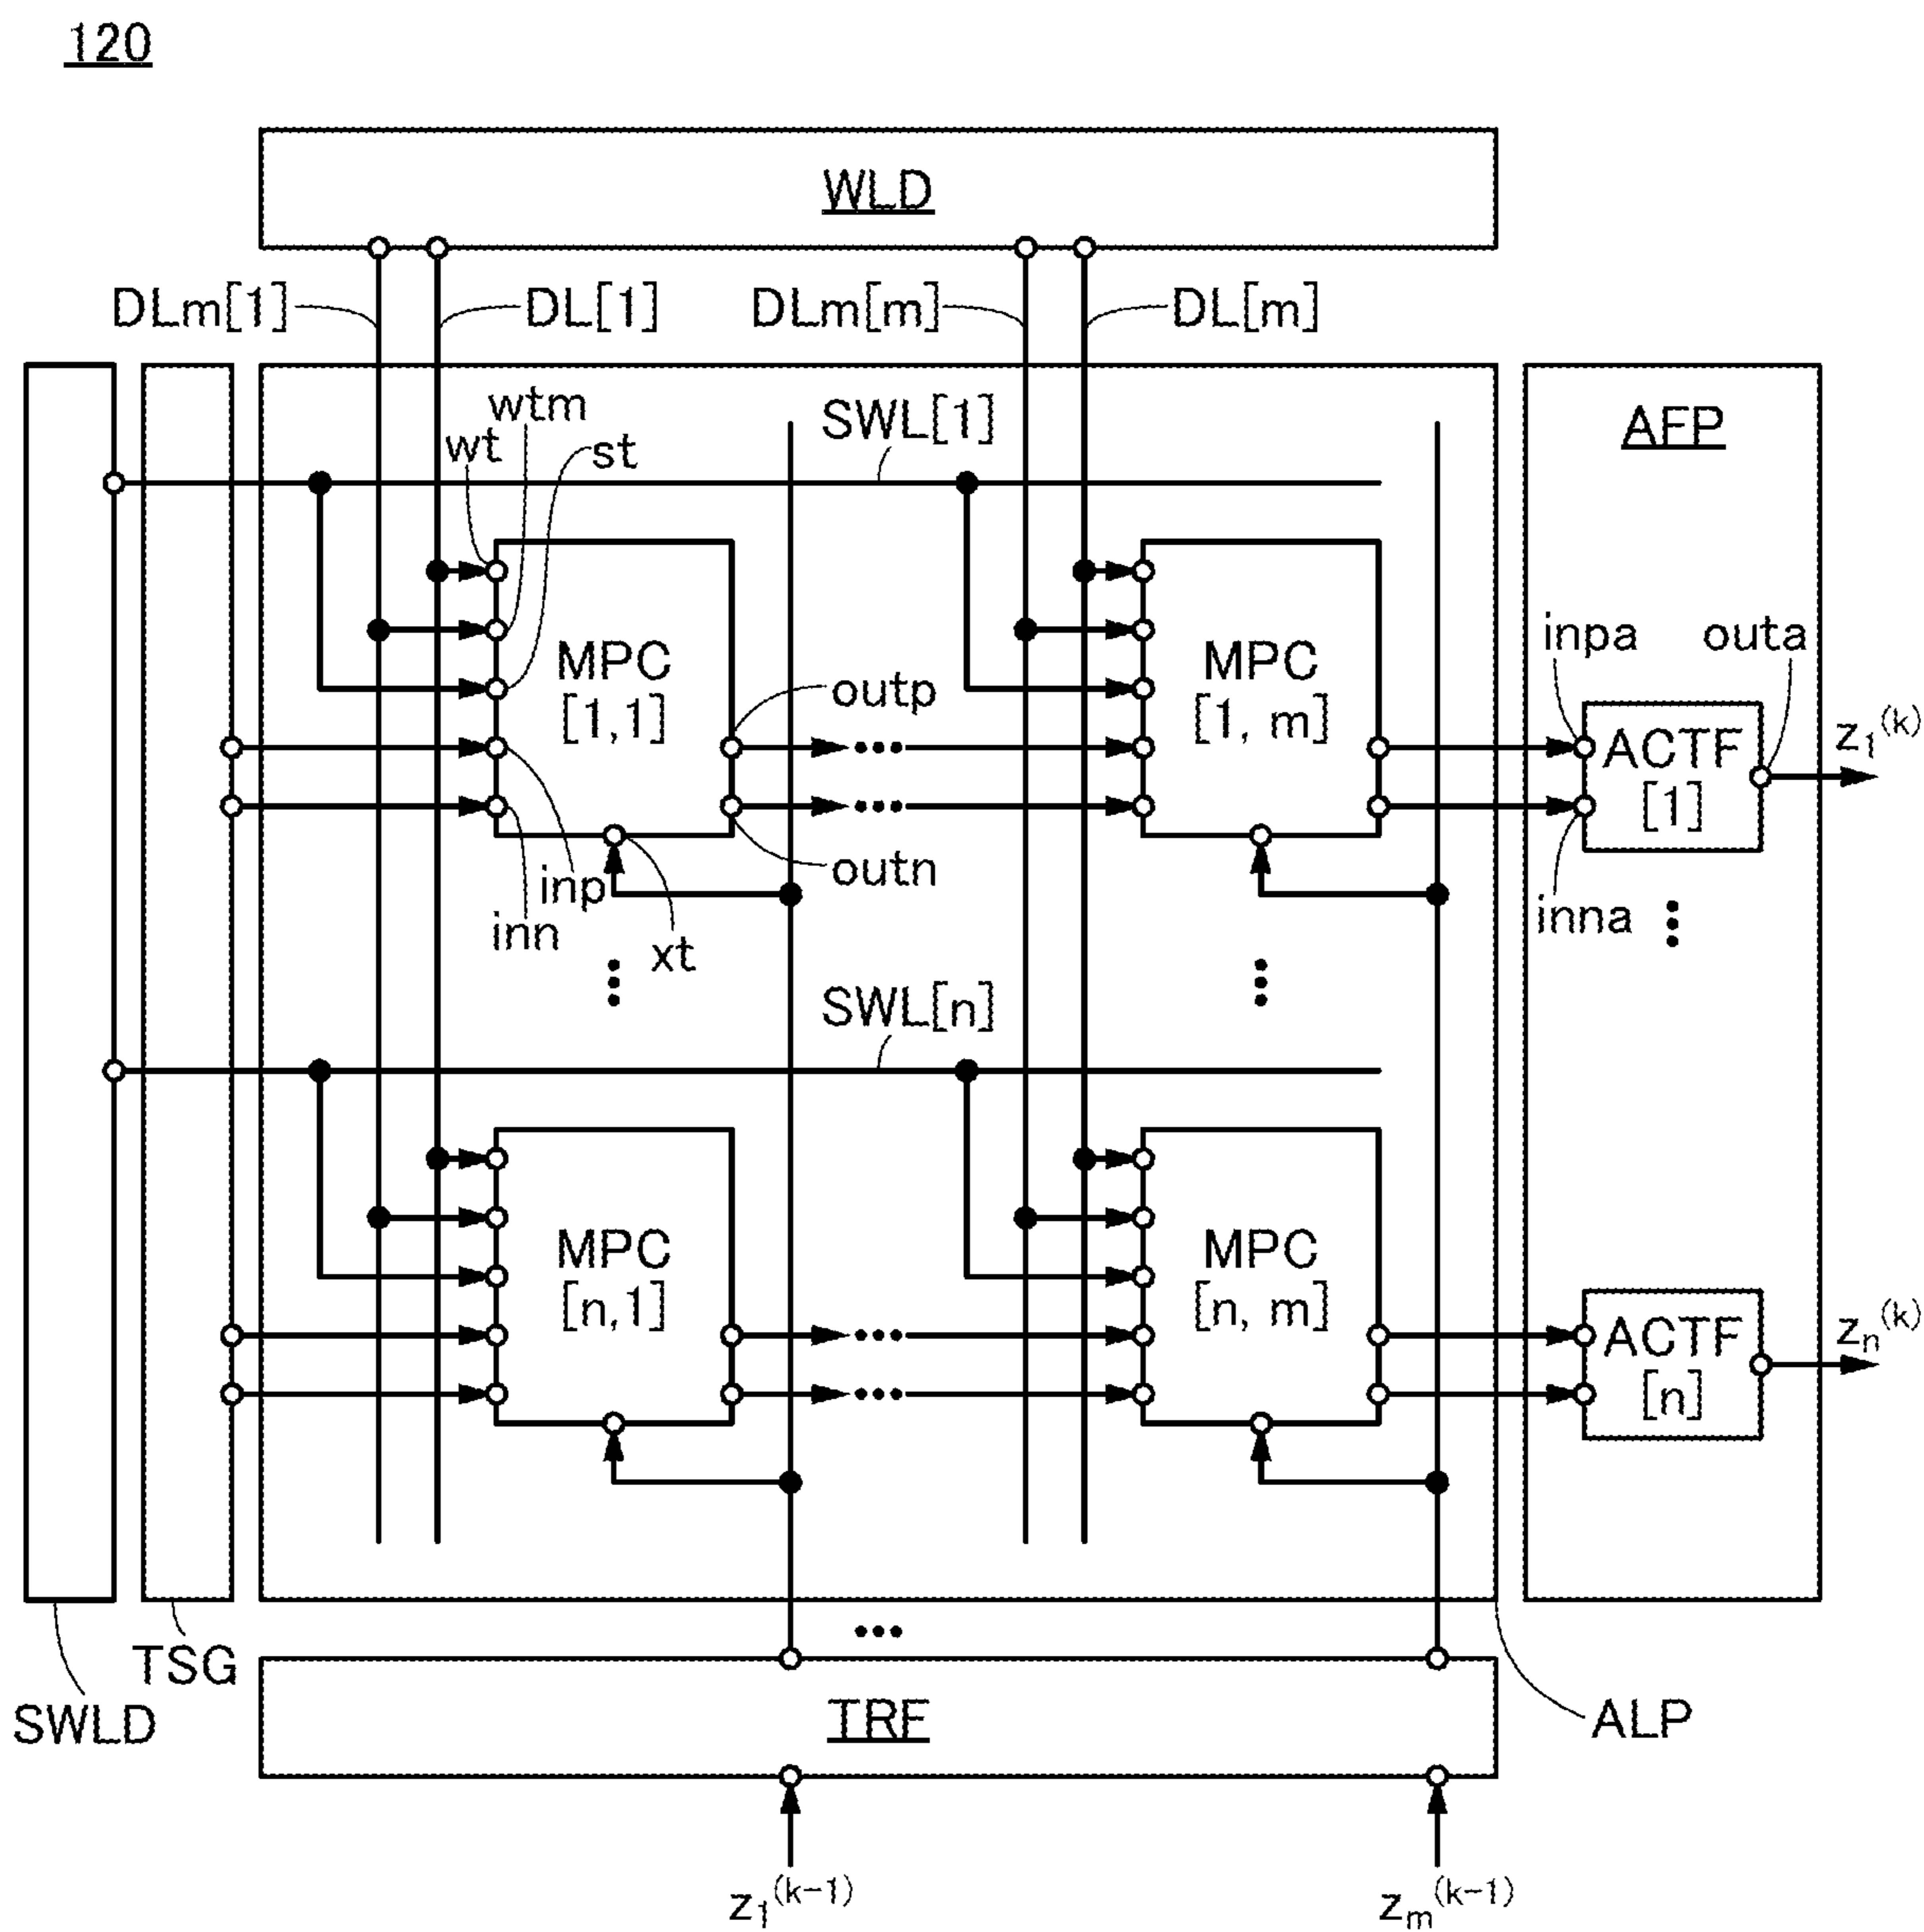 120
WLD
DLm[1] DL[1] DLm[m] DL[m]
wtm SWL[1] AFP
wt st
MPC
[1,1]
MPC
[1, m]
inpa outa
outp
ACTF
[1]
z1(k)
outn
inp
inn xt
inna
SWL[n]
MPC
[n,1]
MPC
[n, m]
ACTF
[n]
zn(k)
TSG
SWLD
TRF
ALP
z1(k-1) zm(k-1)